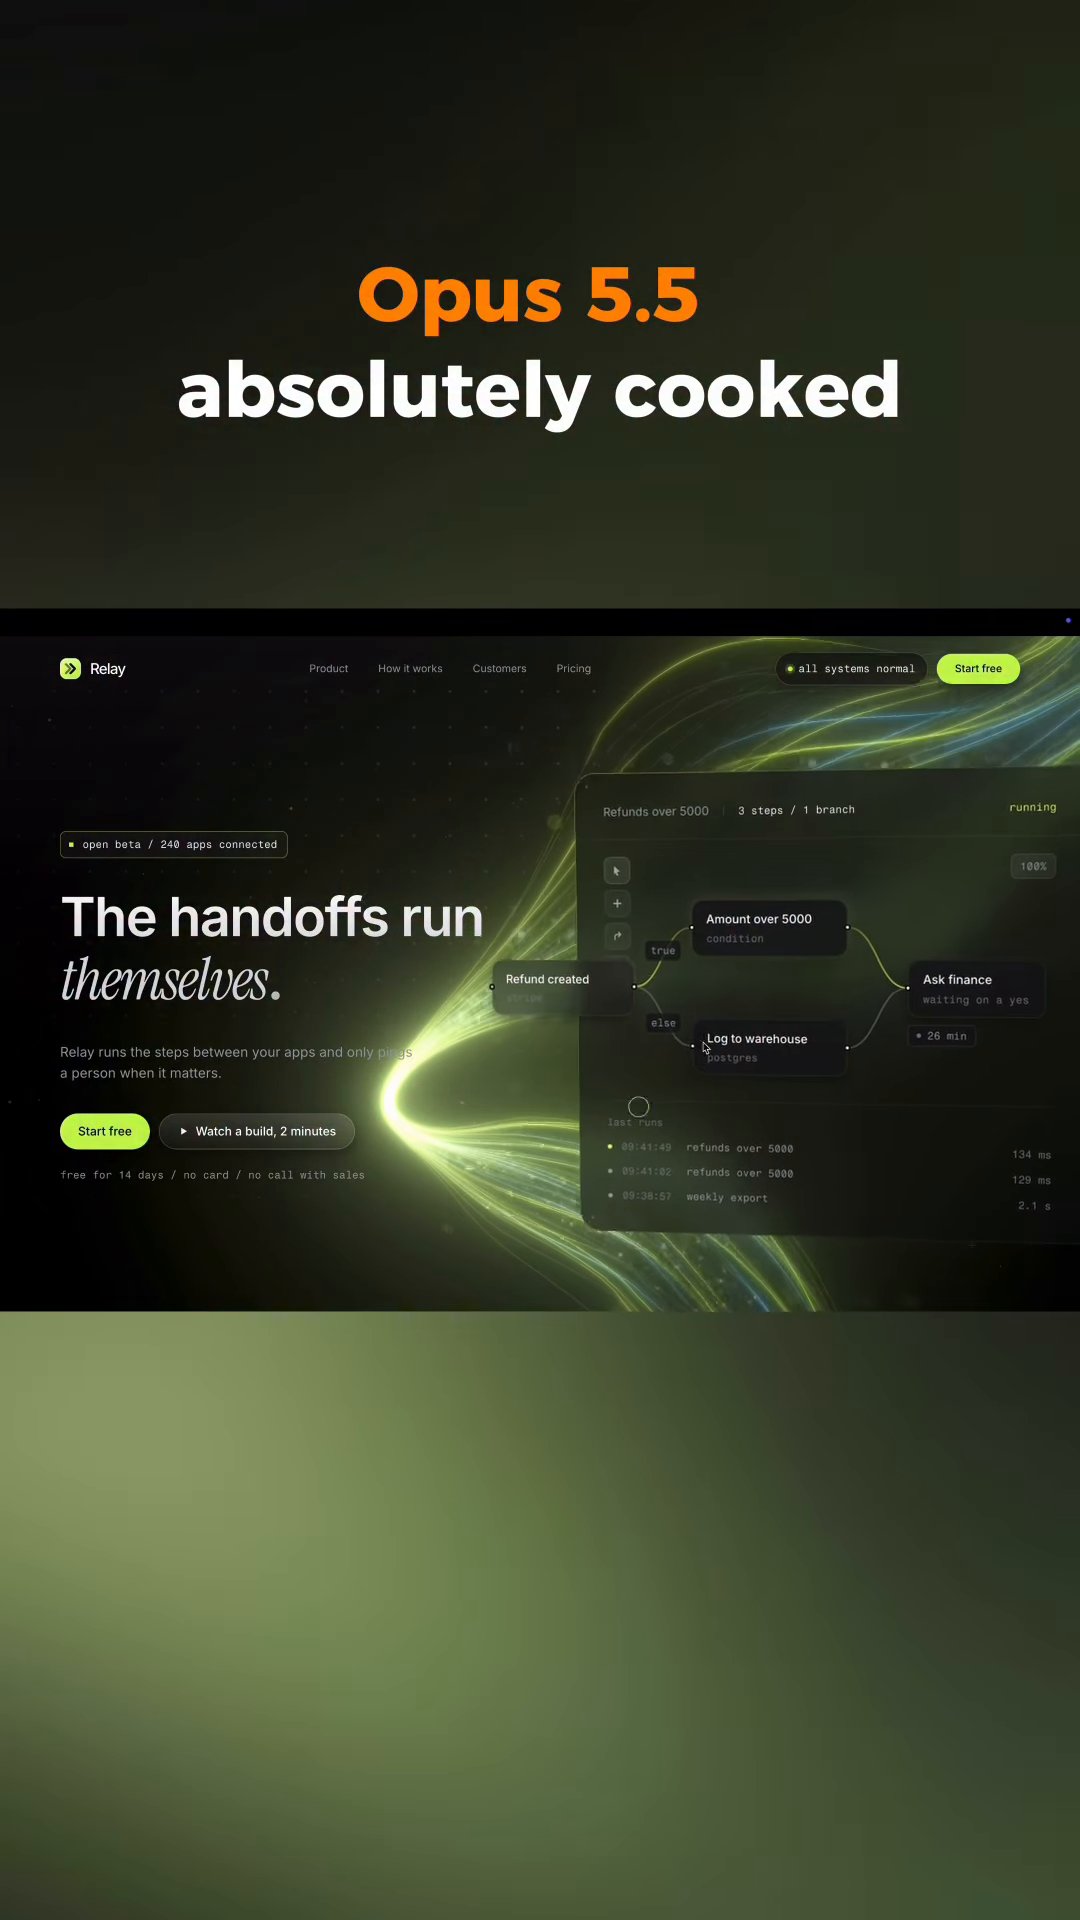 Opus 5.5
absolutely cooked
Relay
Product
How it works
Customers
Pricing
all systems normal
Start free
open beta / 240 apps connected
The handoffs run
themselves.
Relay runs the steps between your apps and only pings
a person when it matters.
Start free
Watch a build, 2 minutes
free for 14 days / no card / no call with sales
Refunds over 5000
3 steps / 1 branch
running
100%
Amount over 5000
condition
true
Refund created
stripe
Ask finance
waiting on a yes
else
26 min
Log to warehouse
postgres
last runs
09:41:49 refunds over 5000 134 ms
09:41:02 refunds over 5000 129 ms
09:38:57 weekly export 2.1 s